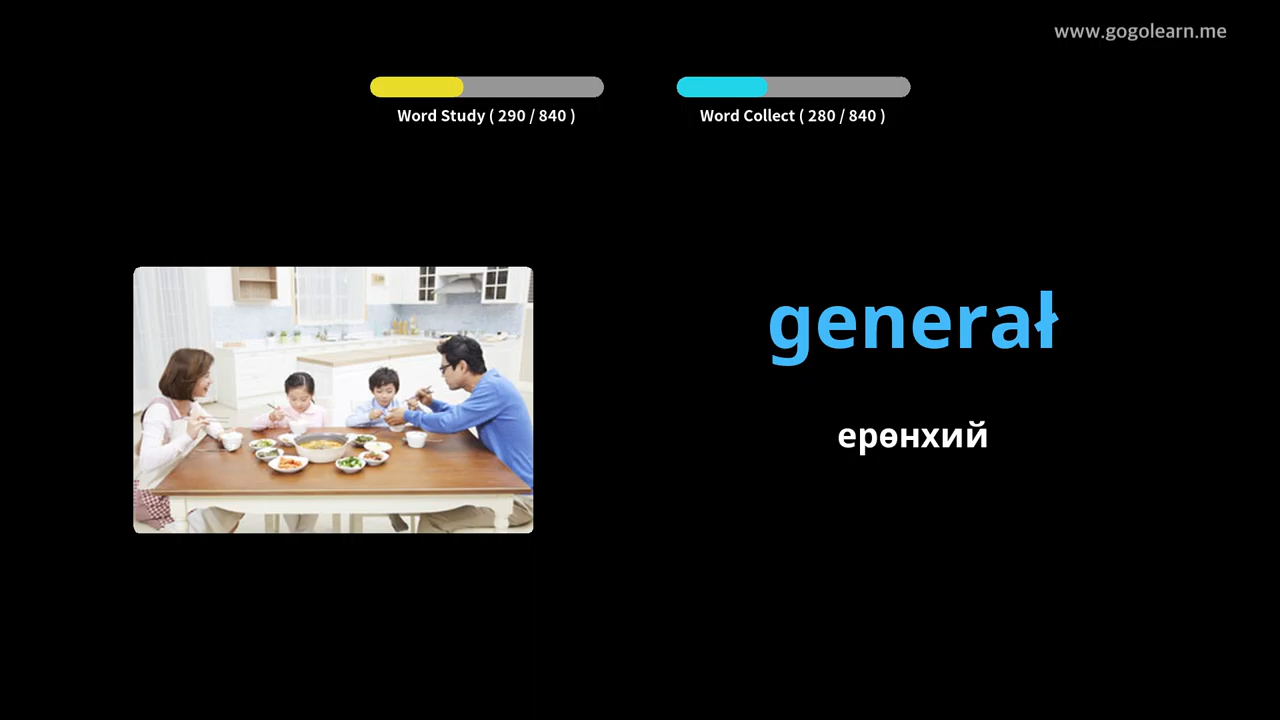 www.gogolearn.me
Word Study ( 290 / 840 )
Word Collect ( 280 / 840 )
generał
ерөнхий